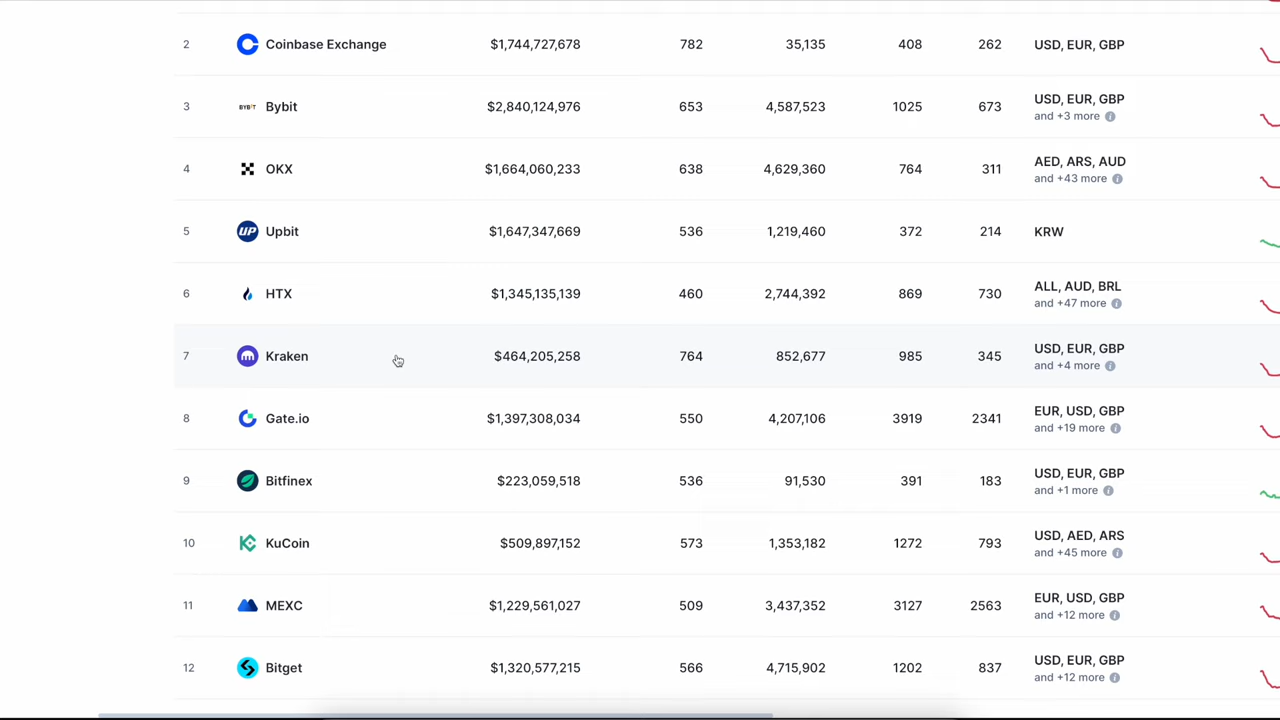 2 Coinbase Exchange $1,744,727,678 782 35,135 408 262 USD, EUR, GBP
3 BYBIT Bybit $2,840,124,976 653 4,587,523 1025 673 USD, EUR, GBP
and +3 more
4 OKX $1,664,060,233 638 4,629,360 764 311 AED, ARS, AUD
and +43 more
5 UP Upbit $1,647,347,669 536 1,219,460 372 214 KRW
6 HTX $1,345,135,139 460 2,744,392 869 730 ALL, AUD, BRL
and +47 more
7 Kraken $464,205,258 764 852,677 985 345 USD, EUR, GBP
and +4 more
8 Gate.io $1,397,308,034 550 4,207,106 3919 2341 EUR, USD, GBP
and +19 more
9 Bitfinex $223,059,518 536 91,530 391 183 USD, EUR, GBP
and +1 more
10 KuCoin $509,897,152 573 1,353,182 1272 793 USD, AED, ARS
and +45 more
11 MEXC $1,229,561,027 509 3,437,352 3127 2563 EUR, USD, GBP
and +12 more
12 Bitget $1,320,577,215 566 4,715,902 1202 837 USD, EUR, GBP
and +12 more